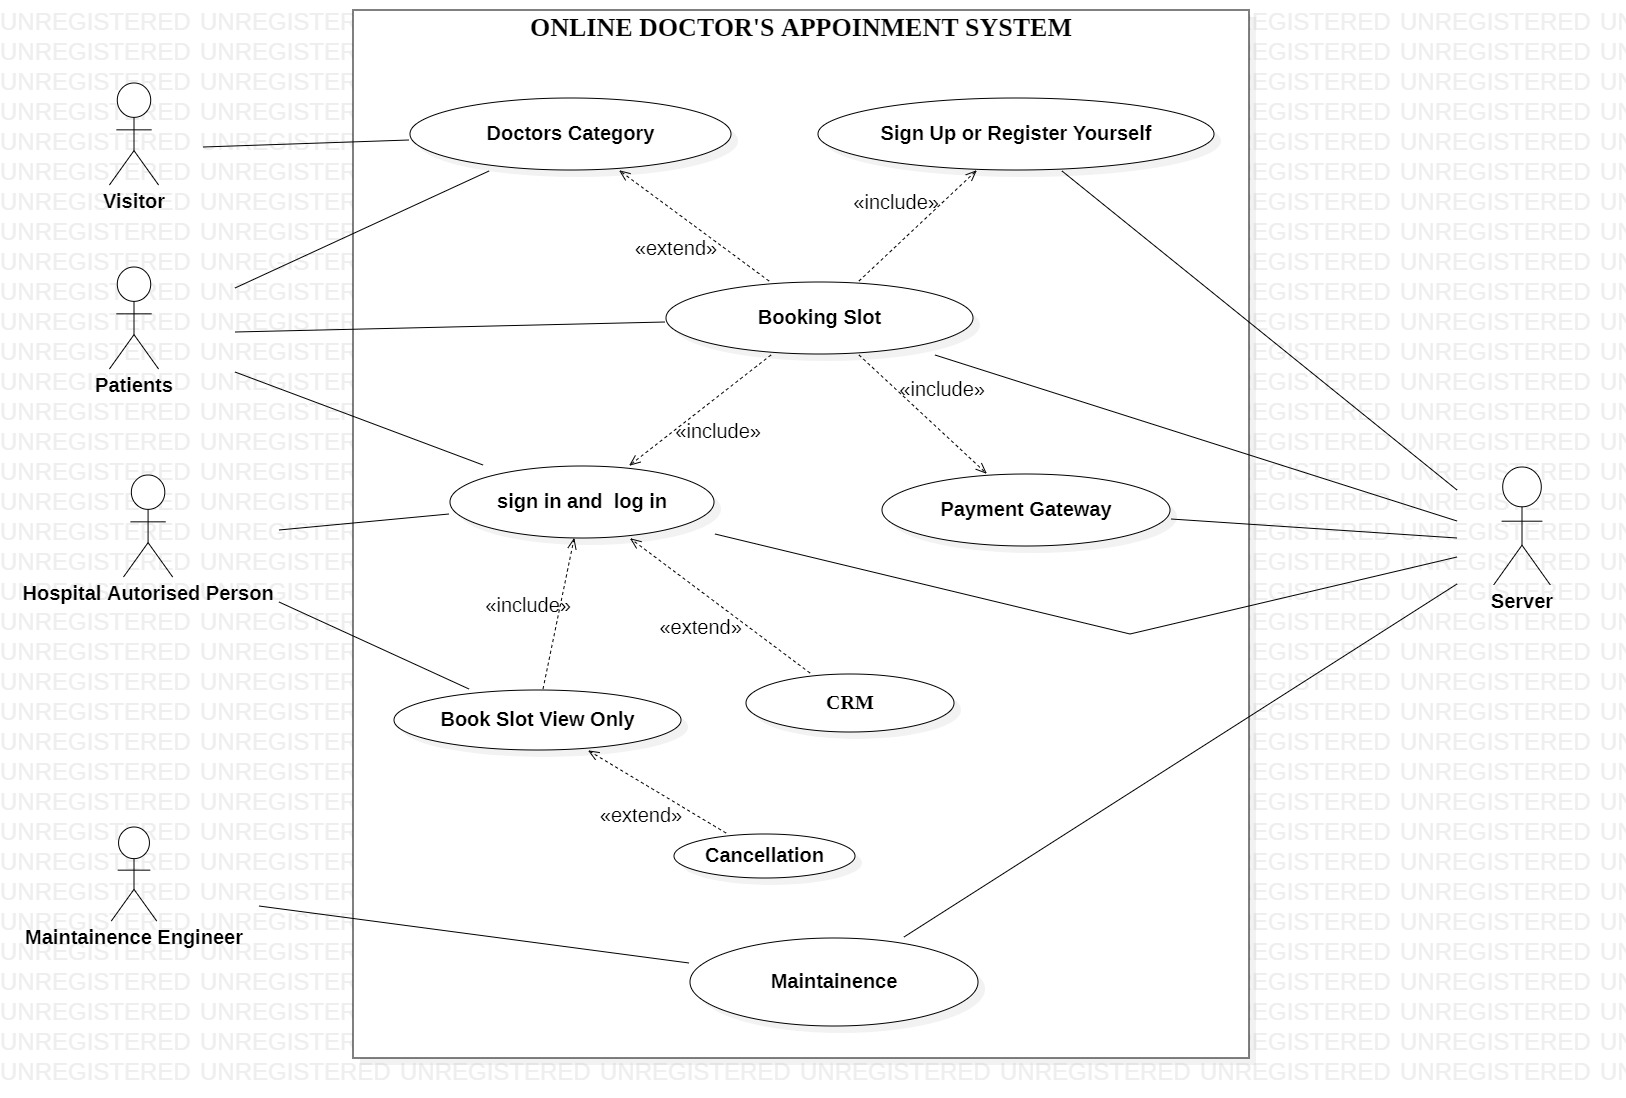 ONLINE DOCTOR'S APPOINMENT SYSTEM
Doctors Category
Sign Up or Register Yourself
Visitor
«include»
«extend»
Booking Slot
Patients
«include»
«include»
sign in and  log in
Payment Gateway
Hospital Autorised Person
Server
«include»
«extend»
Book Slot View Only
CRM
«extend»
Cancellation
Maintainence Engineer
Maintainence
UNREGISTERED